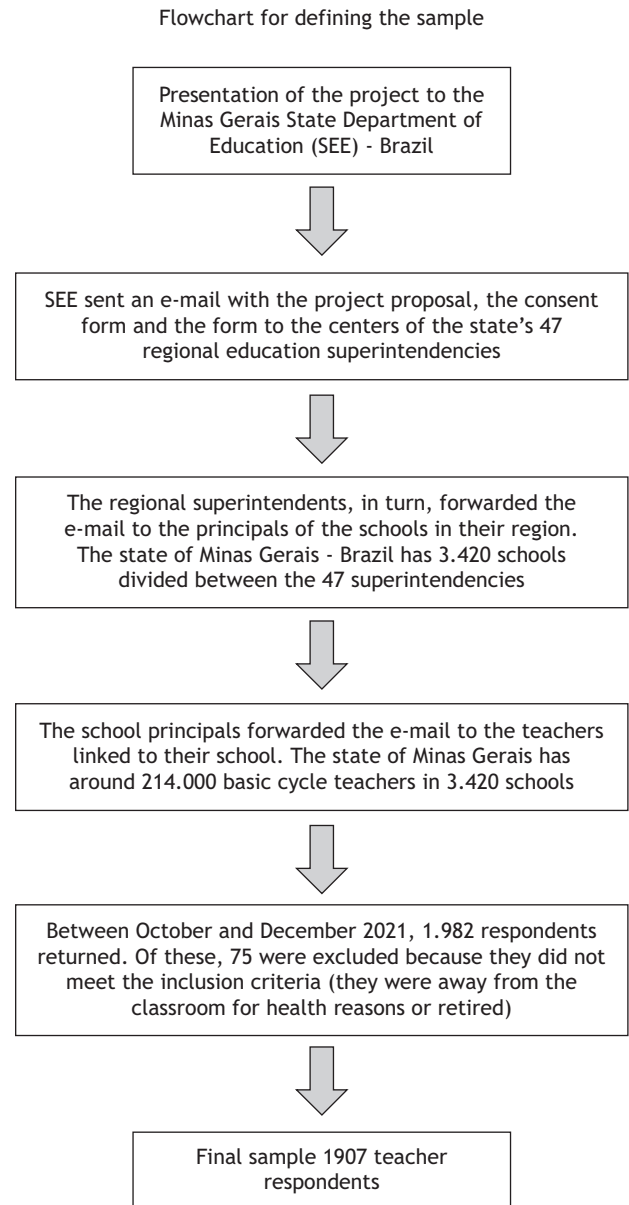 Flowchart for defining the sample
Presentation of the project to the
Minas Gerais State Department of
Education (SEE) - Brazil
SEE sent an e-mail with the project proposal, the consent
form and the form to the centers of the state's 47
regional education superintendencies
The regional superintendents, in turn, forwarded the
e-mail to the principals of the schools in their region.
The state of Minas Gerais - Brazil has 3.420 schools
divided between the 47 superintendencies
The school principals forwarded the e-mail to the teachers
linked to their school. The state of Minas Gerais has
around 214.000 basic cycle teachers in 3.420 schools
Between October and December 2021, 1.982 respondents
returned. Of these, 75 were excluded because they did not
meet the inclusion criteria (they were away from the
classroom for health reasons or retired)
Final sample 1907 teacher
respondents